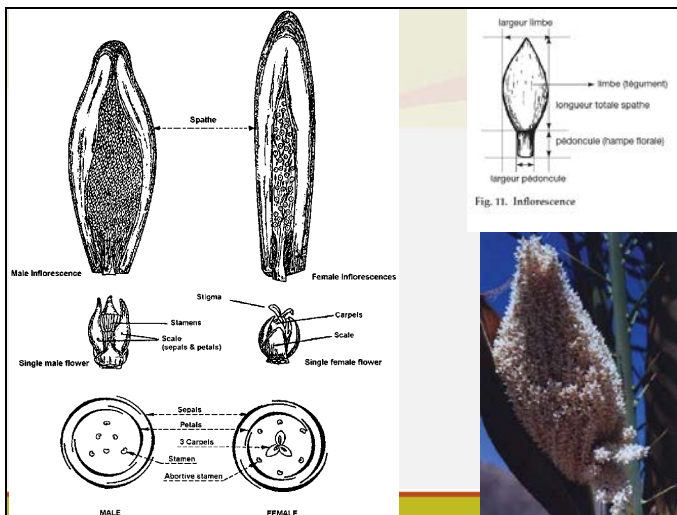 Spathe
Male Inflorescence
Female Inflorescences
Stigma
Carpels
Stamens
Scale
(sepals & petals)
Scale
Single male flower
Single female flower
Sepals
Petals
3 Carpels
Stamen
Abortive stamen
MALE
FEMALE
largeur limbe
limbe (tégument)
longueur totale spathe
pédoncule (hampe florale)
largeur pédoncule
Fig. 11. Inflorescence